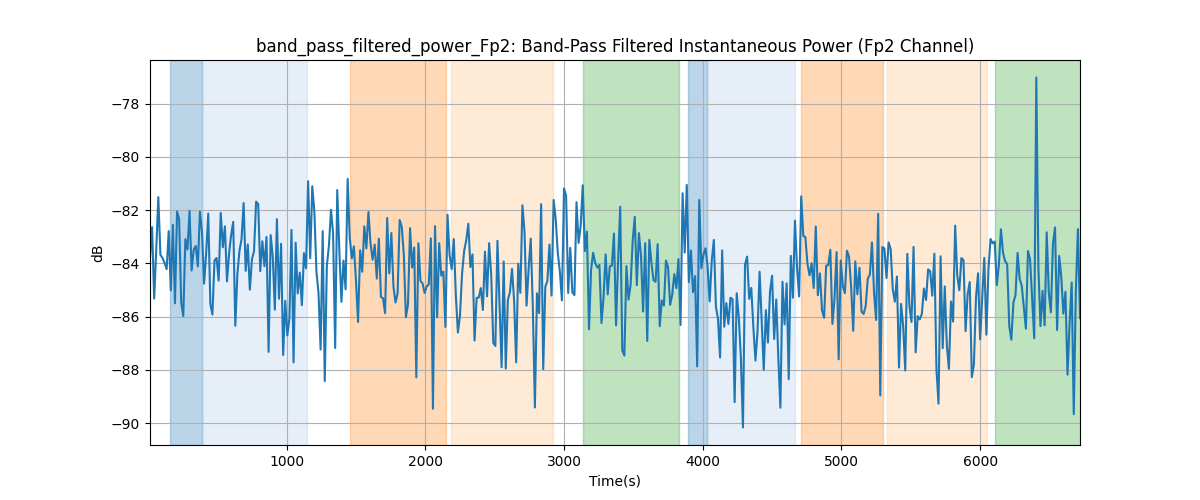 band_pass_filtered_power_Fp2: Band-Pass Filtered Instantaneous Power (Fp2 Channel)
−78
−80
−82
−84
−86
−88
−90
dB
1000 2000 3000 4000 5000 6000
Time(s)